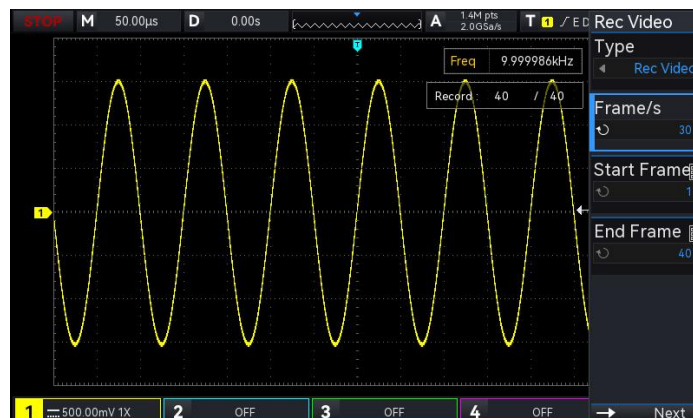 STOP M 50.00μs D 0.00s A 1.4M pts 2.0GSa/s T 1 E D Rec Video
T
Type
Rec Video
Freq 9.999986kHz
Record: 40 / 40
Frame/s
30
Start Frame
1
1
End Frame
40
1 500.00mV 1X 2 OFF 3 OFF 4 OFF Next